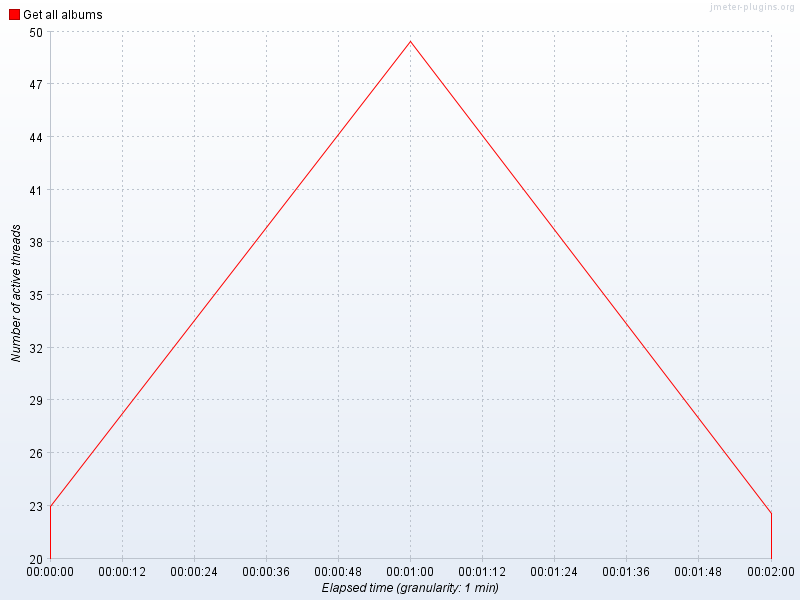 jmeter-plugins.org
Get all albums
50
47
44
41
38
35
32
29
26
23
20
Number of active threads
00:00:00 00:00:12 00:00:24 00:00:36 00:00:48 00:01:00 00:01:12 00:01:24 00:01:36 00:01:48 00:02:00
Elapsed time (granularity: 1 min)